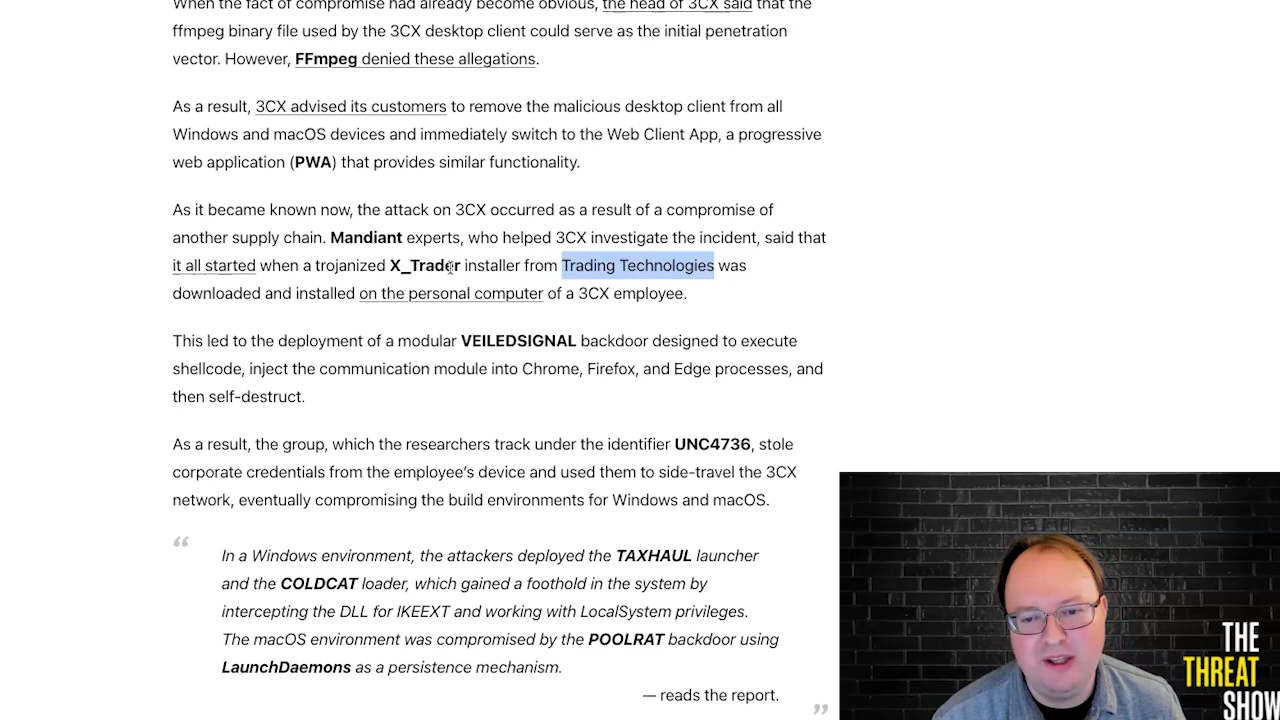 When the fact of compromise had already become obvious, the head of 3CX said that the
ffmpeg binary file used by the 3CX desktop client could serve as the initial penetration
vector. However, FFmpeg denied these allegations.
As a result, 3CX advised its customers to remove the malicious desktop client from all
Windows and macOS devices and immediately switch to the Web Client App, a progressive
web application (PWA) that provides similar functionality.
As it became known now, the attack on 3CX occurred as a result of a compromise of
another supply chain. Mandiant experts, who helped 3CX investigate the incident, said that
it all started when a trojanized X_Trader installer from Trading Technologies was
downloaded and installed on the personal computer of a 3CX employee.
This led to the deployment of a modular VEILEDSIGNAL backdoor designed to execute
shellcode, inject the communication module into Chrome, Firefox, and Edge processes, and
then self-destruct.
As a result, the group, which the researchers track under the identifier UNC4736, stole
corporate credentials from the employee’s device and used them to side-travel the 3CX
network, eventually compromising the build environments for Windows and macOS.
“
In a Windows environment, the attackers deployed the TAXHAUL launcher
and the COLDCAT loader, which gained a foothold in the system by
intercepting the DLL for IKEEXT and working with LocalSystem privileges.
The macOS environment was compromised by the POOLRAT backdoor using
LaunchDaemons as a persistence mechanism.
— reads the report.
”
THE
THREAT
SHOW